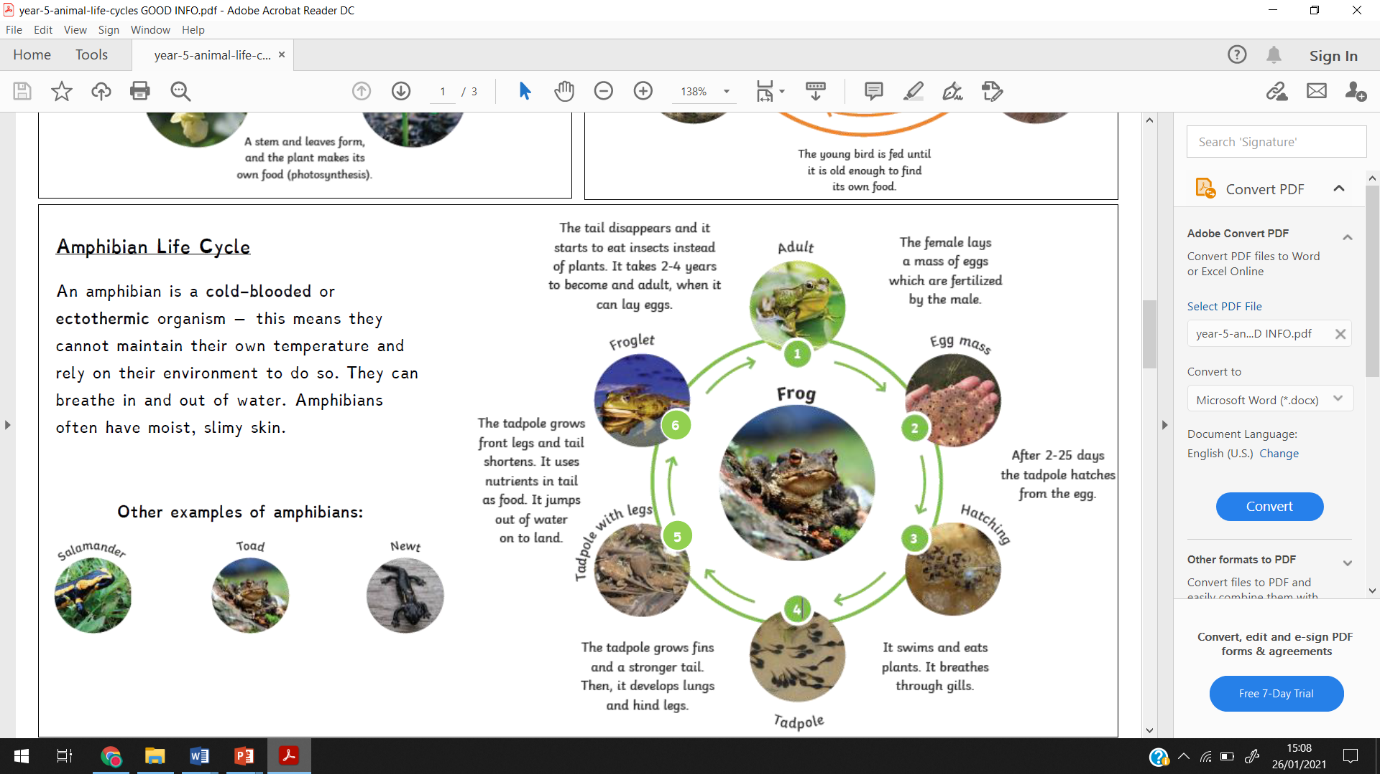 year-5-animal-life-cycles GOOD INFO.pdf - Adobe Acrobat Reader DC
File Edit View Sign Window Help
Home Tools year-5-animal-life-c... × Sign In
1 / 3 138%
A stem and leaves form,
and the plant makes its
own food (photosynthesis).
The young bird is fed until
it is old enough to find
its own food.
Amphibian Life Cycle
An amphibian is a cold-blooded or
ectothermic organism – this means they
cannot maintain their own temperature and
rely on their environment to do so. They can
breathe in and out of water. Amphibians
often have moist, slimy skin.
Other examples of amphibians:
Salamander
Toad
Newt
Frog
Adult
1
The female lays
a mass of eggs
which are fertilized
by the male.
Egg mass
2
After 2-25 days
the tadpole hatches
from the egg.
Hatching
3
It swims and eats
plants. It breathes
through gills.
4
Tadpole
The tadpole grows fins
and a stronger tail.
Then, it develops lungs
and hind legs.
Tadpole with legs
5
The tadpole grows
front legs and tail
shortens. It uses
nutrients in tail
as food. It jumps
out of water
on to land.
Froglet
6
The tail disappears and it
starts to eat insects instead
of plants. It takes 2-4 years
to become and adult, when it
can lay eggs.
Search 'Signature'
Convert PDF
Adobe Convert PDF
Convert PDF files to Word
or Excel Online
Select PDF File
year-5-an...D INFO.pdf
Convert to
Microsoft Word (*.docx)
Document Language:
English (U.S.) Change
Convert
Other formats to PDF
Convert files to PDF and
easily combine them with
Convert, edit and e-sign PDF
forms & agreements
Free 7-Day Trial
15:08
26/01/2021